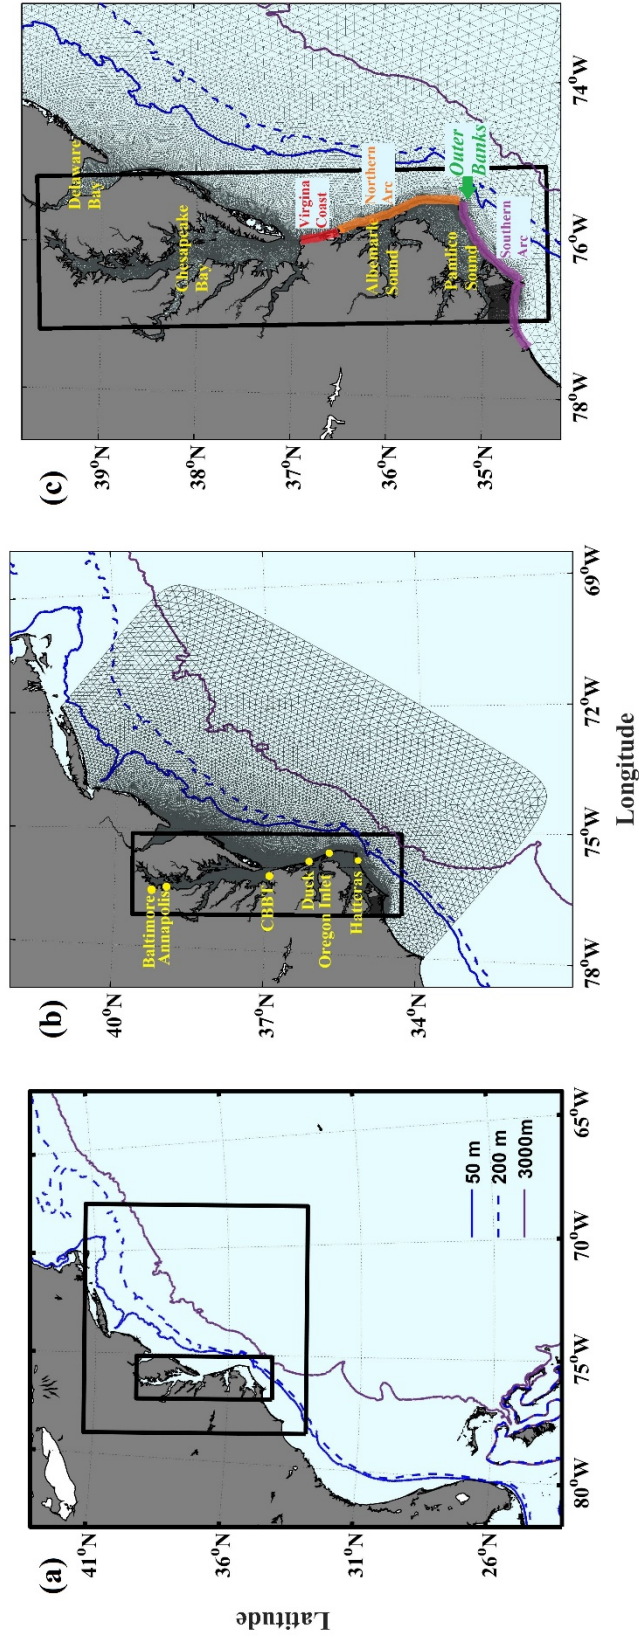 (a)
41°N
36°N
31°N
26°N
80°W
75°W
70°W
65°W
50 m
200 m
3000m
Latitude
(b)
40°N
37°N
34°N
78°W
75°W
72°W
69°W
Baltimore
Annapolis
CBBT
Duck
Oregon Inlet
Hatteras
Longitude
(c)
39°N
38°N
37°N
36°N
35°N
78°W
76°W
74°W
Delaware
Bay
Chesapeake
Bay
Virgina
Coast
Northern
Arc
Albemarle
Sound
Outer
Banks
Pamlico
Sound
Southern
Arc